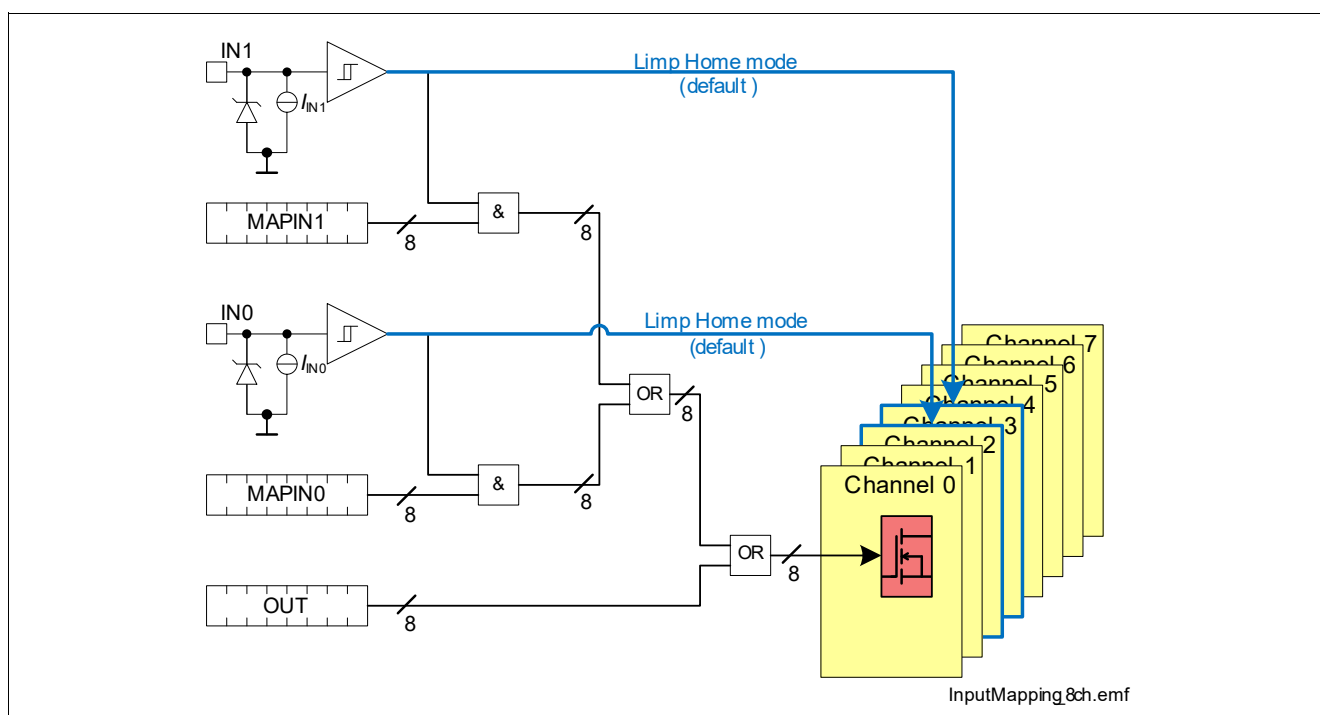 IN1
IIN1
Limp Home mode
(default )
MAPIN1
8
&
8
IN0
IIN0
Limp Home mode
(default )
OR
8
MAPIN0
8
&
8
OUT
8
OR
8
Channel 7
Channel 6
Channel 5
Channel 4
Channel 3
Channel 2
Channel 1
Channel 0
InputMapping_8ch.emf